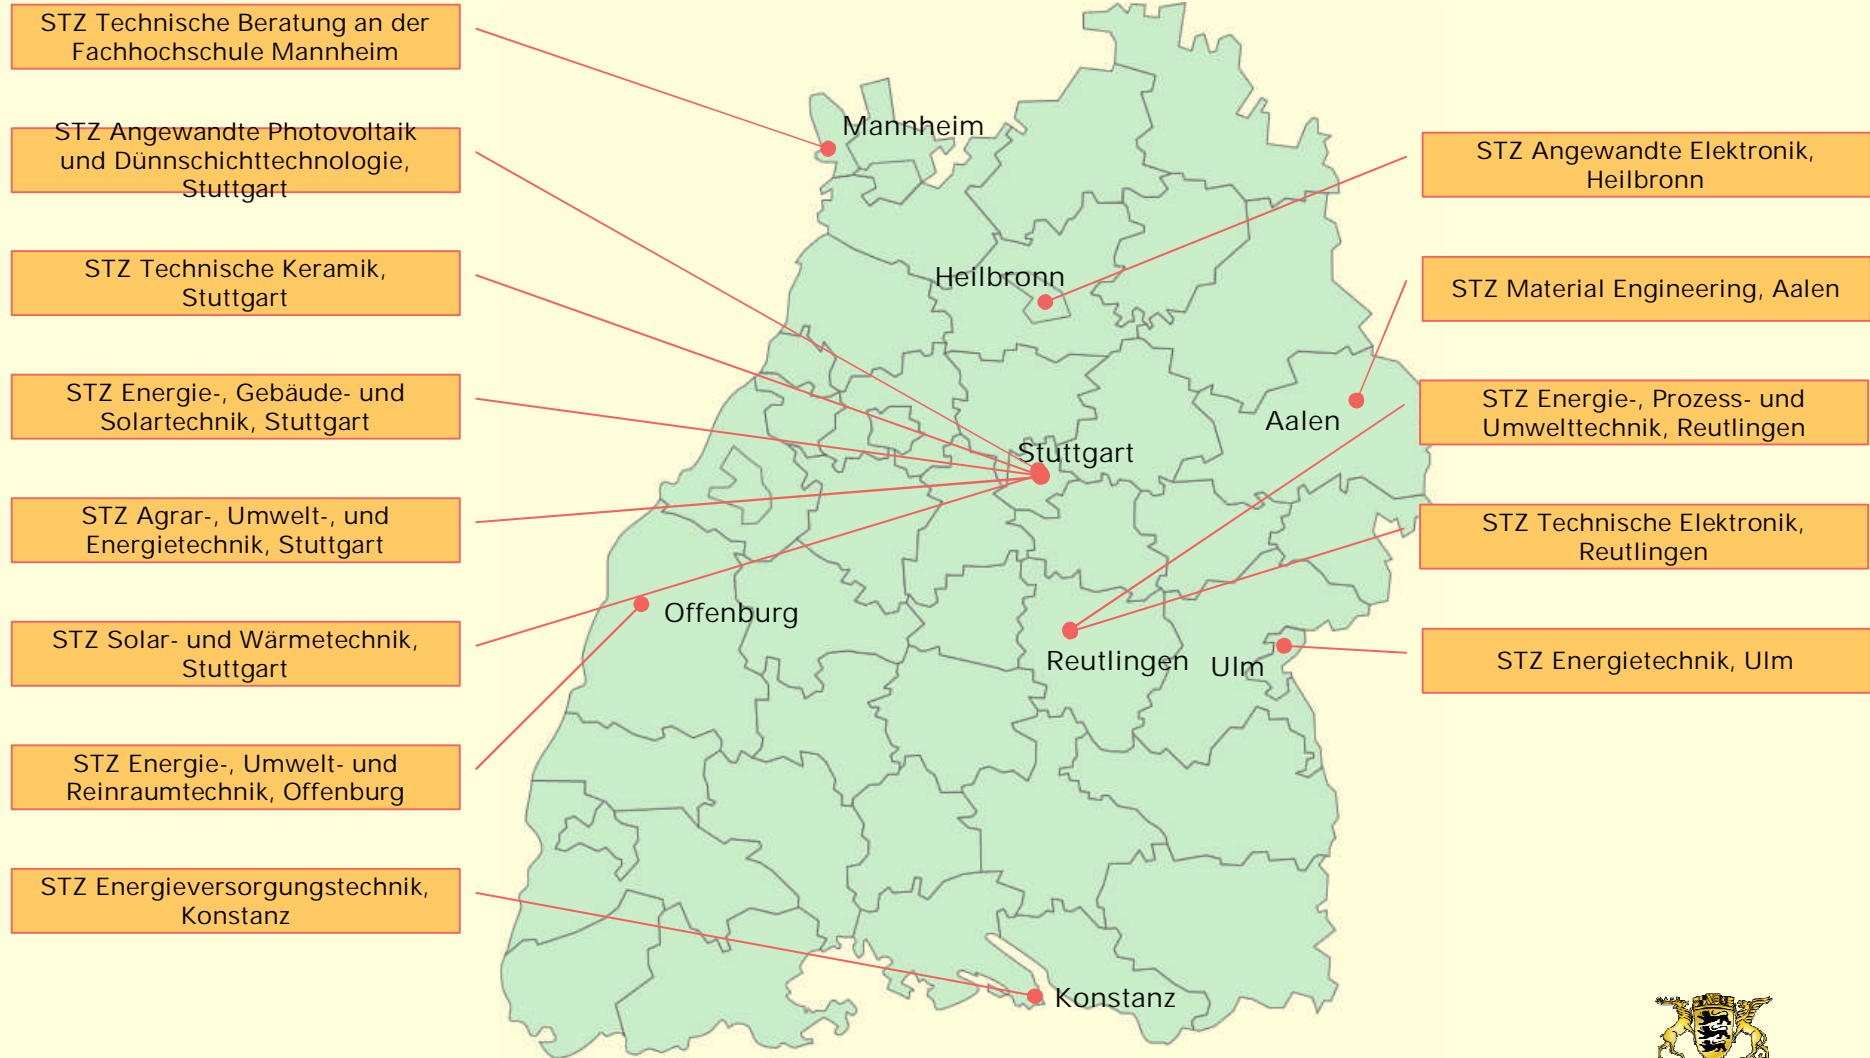 STZ Technische Beratung an der
Fachhochschule Mannheim
STZ Angewandte Photovoltaik
und Dünnschichttechnologie,
Stuttgart
STZ Technische Keramik,
Stuttgart
STZ Energie-, Gebäude- und
Solartechnik, Stuttgart
STZ Agrar-, Umwelt-, und
Energietechnik, Stuttgart
STZ Solar- und Wärmetechnik,
Stuttgart
STZ Energie-, Umwelt- und
Reinraumtechnik, Offenburg
STZ Energieversorgungstechnik,
Konstanz
Mannheim
Heilbronn
Aalen
Stuttgart
Offenburg
Reutlingen
Ulm
Konstanz
STZ Angewandte Elektronik,
Heilbronn
STZ Material Engineering, Aalen
STZ Energie-, Prozess- und
Umwelttechnik, Reutlingen
STZ Technische Elektronik,
Reutlingen
STZ Energietechnik, Ulm